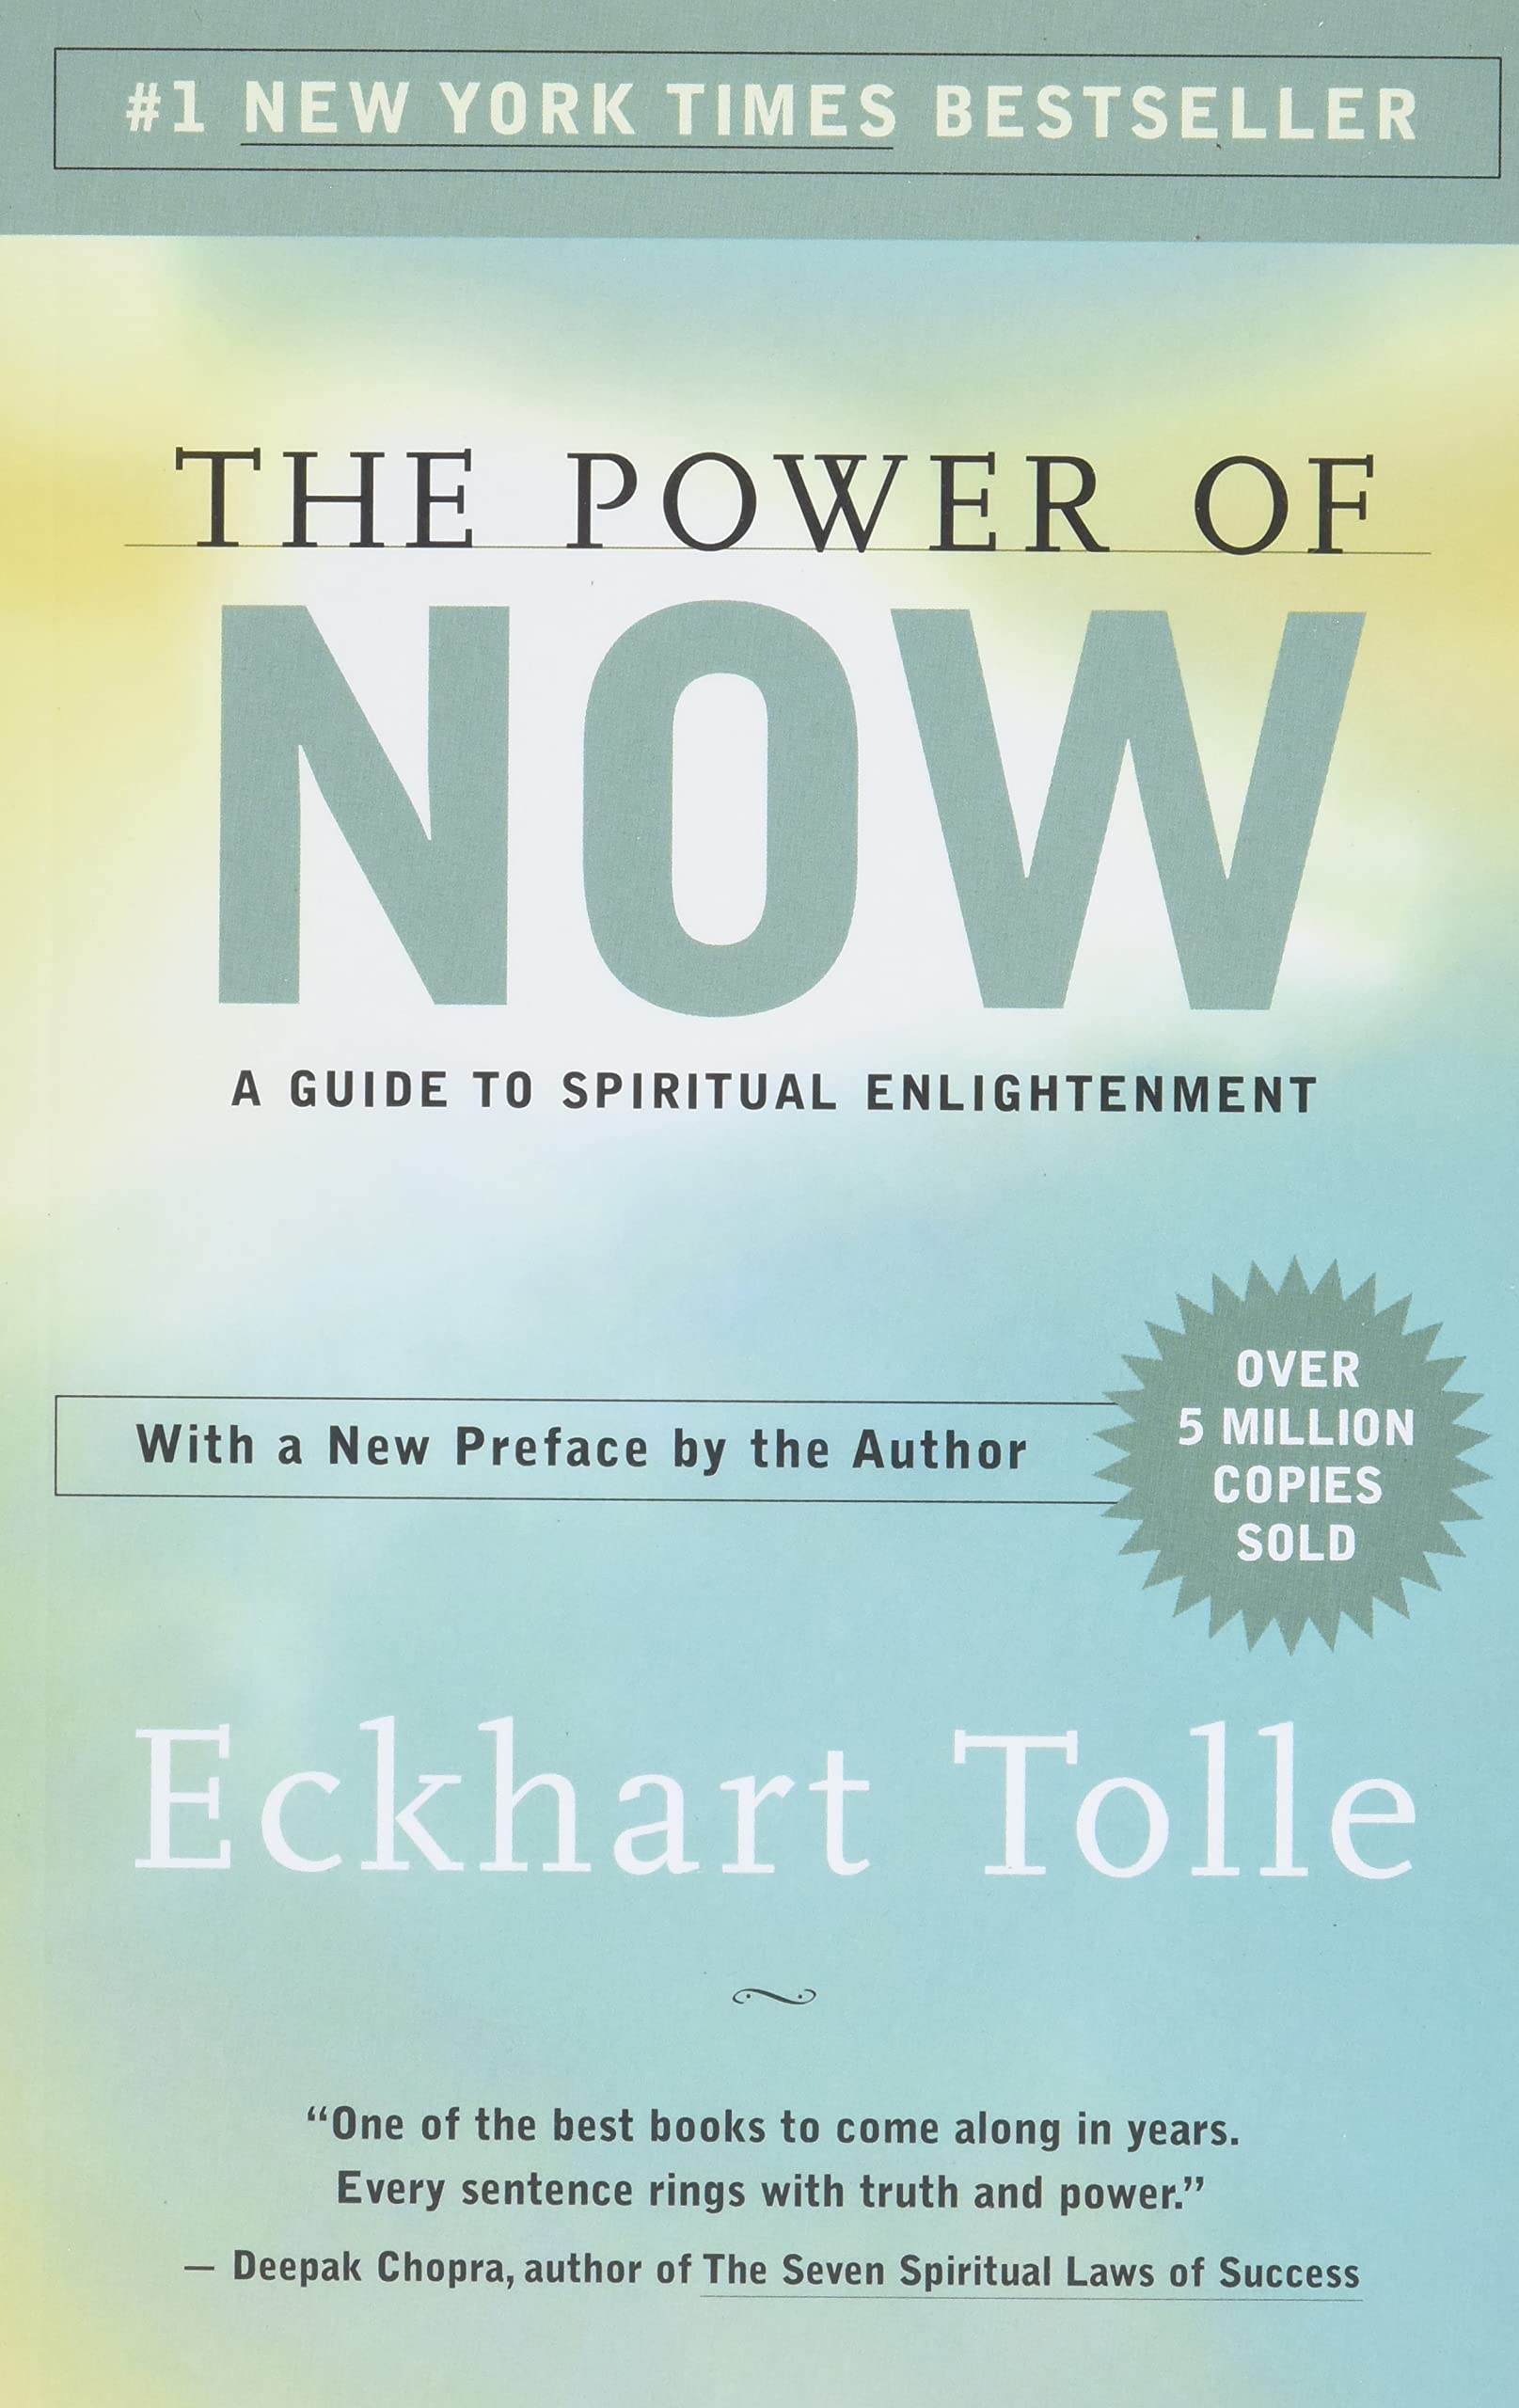 #1 NEW YORK TIMES BESTSELLER
THE POWER OF
NOW
A GUIDE TO SPIRITUAL ENLIGHTENMENT
With a New Preface by the Author
OVER
5 MILLION
COPIES
SOLD
Eckhart Tolle
“One of the best books to come along in years.
Every sentence rings with truth and power.”
— Deepak Chopra, author of The Seven Spiritual Laws of Success